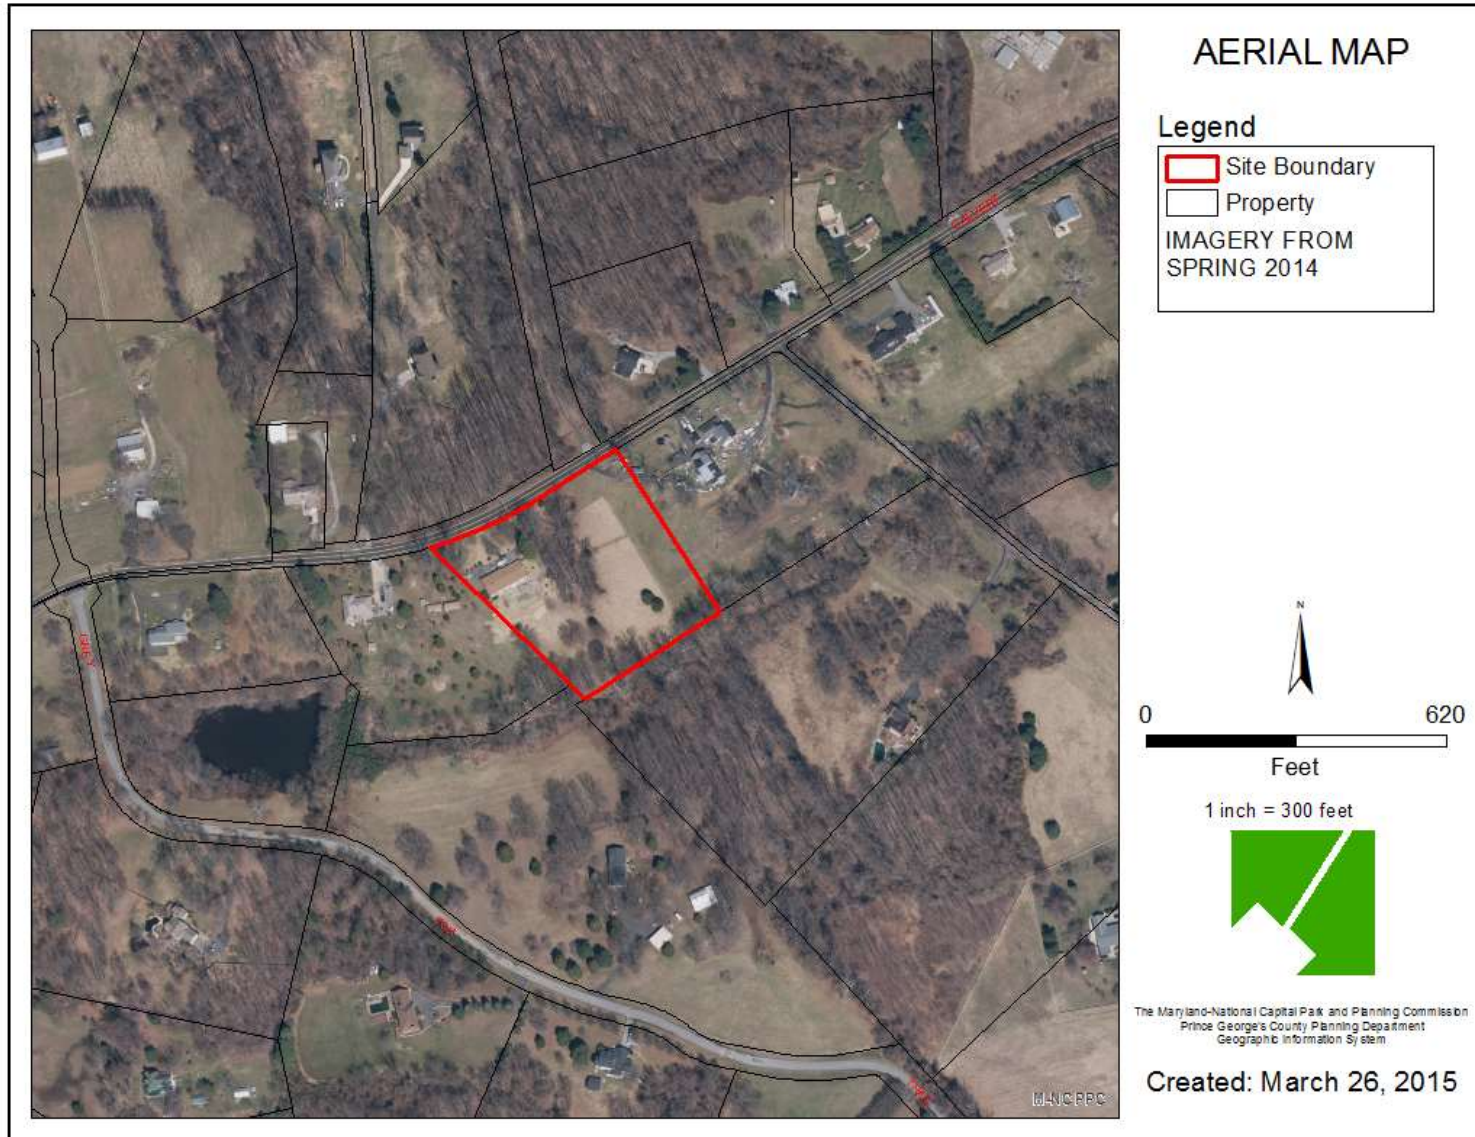 AERIAL MAP
Legend
Site Boundary
Property
IMAGERY FROM
SPRING 2014
N
0 620
Feet
1 inch = 300 feet
The Maryland-National Capital Park and Planning Commission
Prince George's County Planning Department
Geographic Information System
Created: March 26, 2015
M-NCPPC